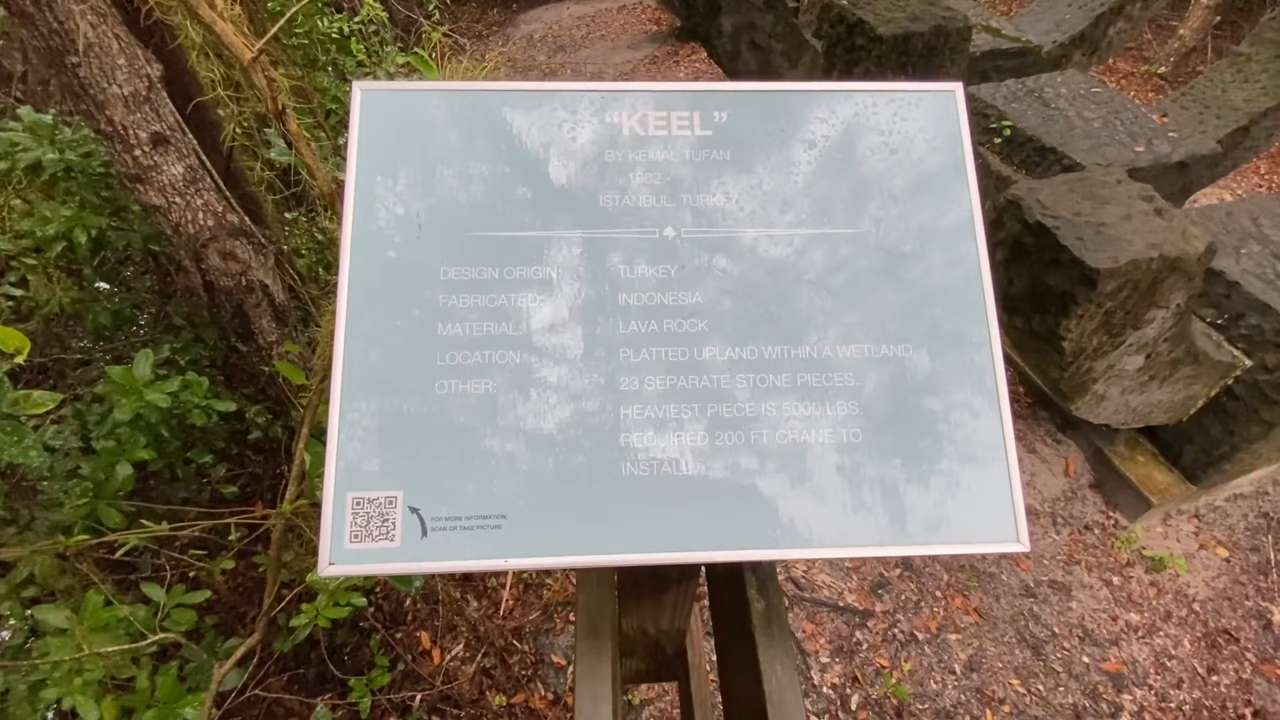 “KEEL”
BY KEMAL TUFAN
1962 -
ISTANBUL, TURKEY
DESIGN ORIGIN: TURKEY
FABRICATED: INDONESIA
MATERIAL: LAVA ROCK
LOCATION: PLATTED UPLAND WITHIN A WETLAND.
OTHER: 23 SEPARATE STONE PIECES.
HEAVIEST PIECE IS 5000 LBS.
REQUIRED 200 FT CRANE TO
INSTALL.
FOR MORE INFORMATION,
SCAN OR TAKE PICTURE